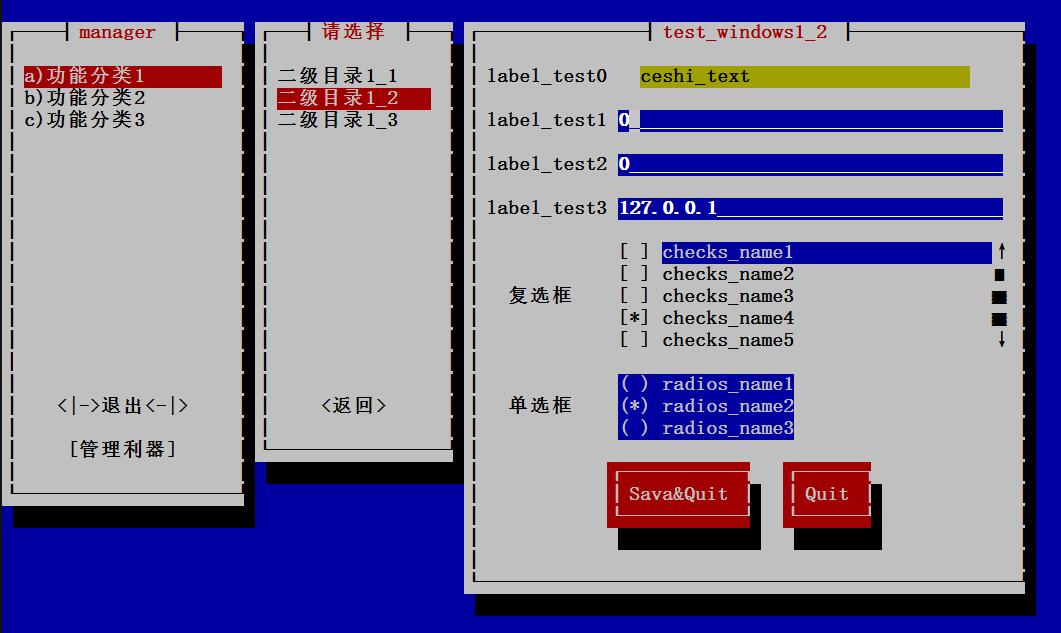 manager
a)功能分类1
b)功能分类2
c)功能分类3
<|->退出<-|>
[管理利器]
请选择
二级目录1_1
二级目录1_2
二级目录1_3
<返回>
test_windows1_2
label_test0 ceshi_text
label_test1 0
label_test2 0
label_test3 127.0.0.1
复选框
[ ] checks_name1
[ ] checks_name2
[ ] checks_name3
[*] checks_name4
[ ] checks_name5
单选框
( ) radios_name1
(*) radios_name2
( ) radios_name3
Sava&Quit
Quit